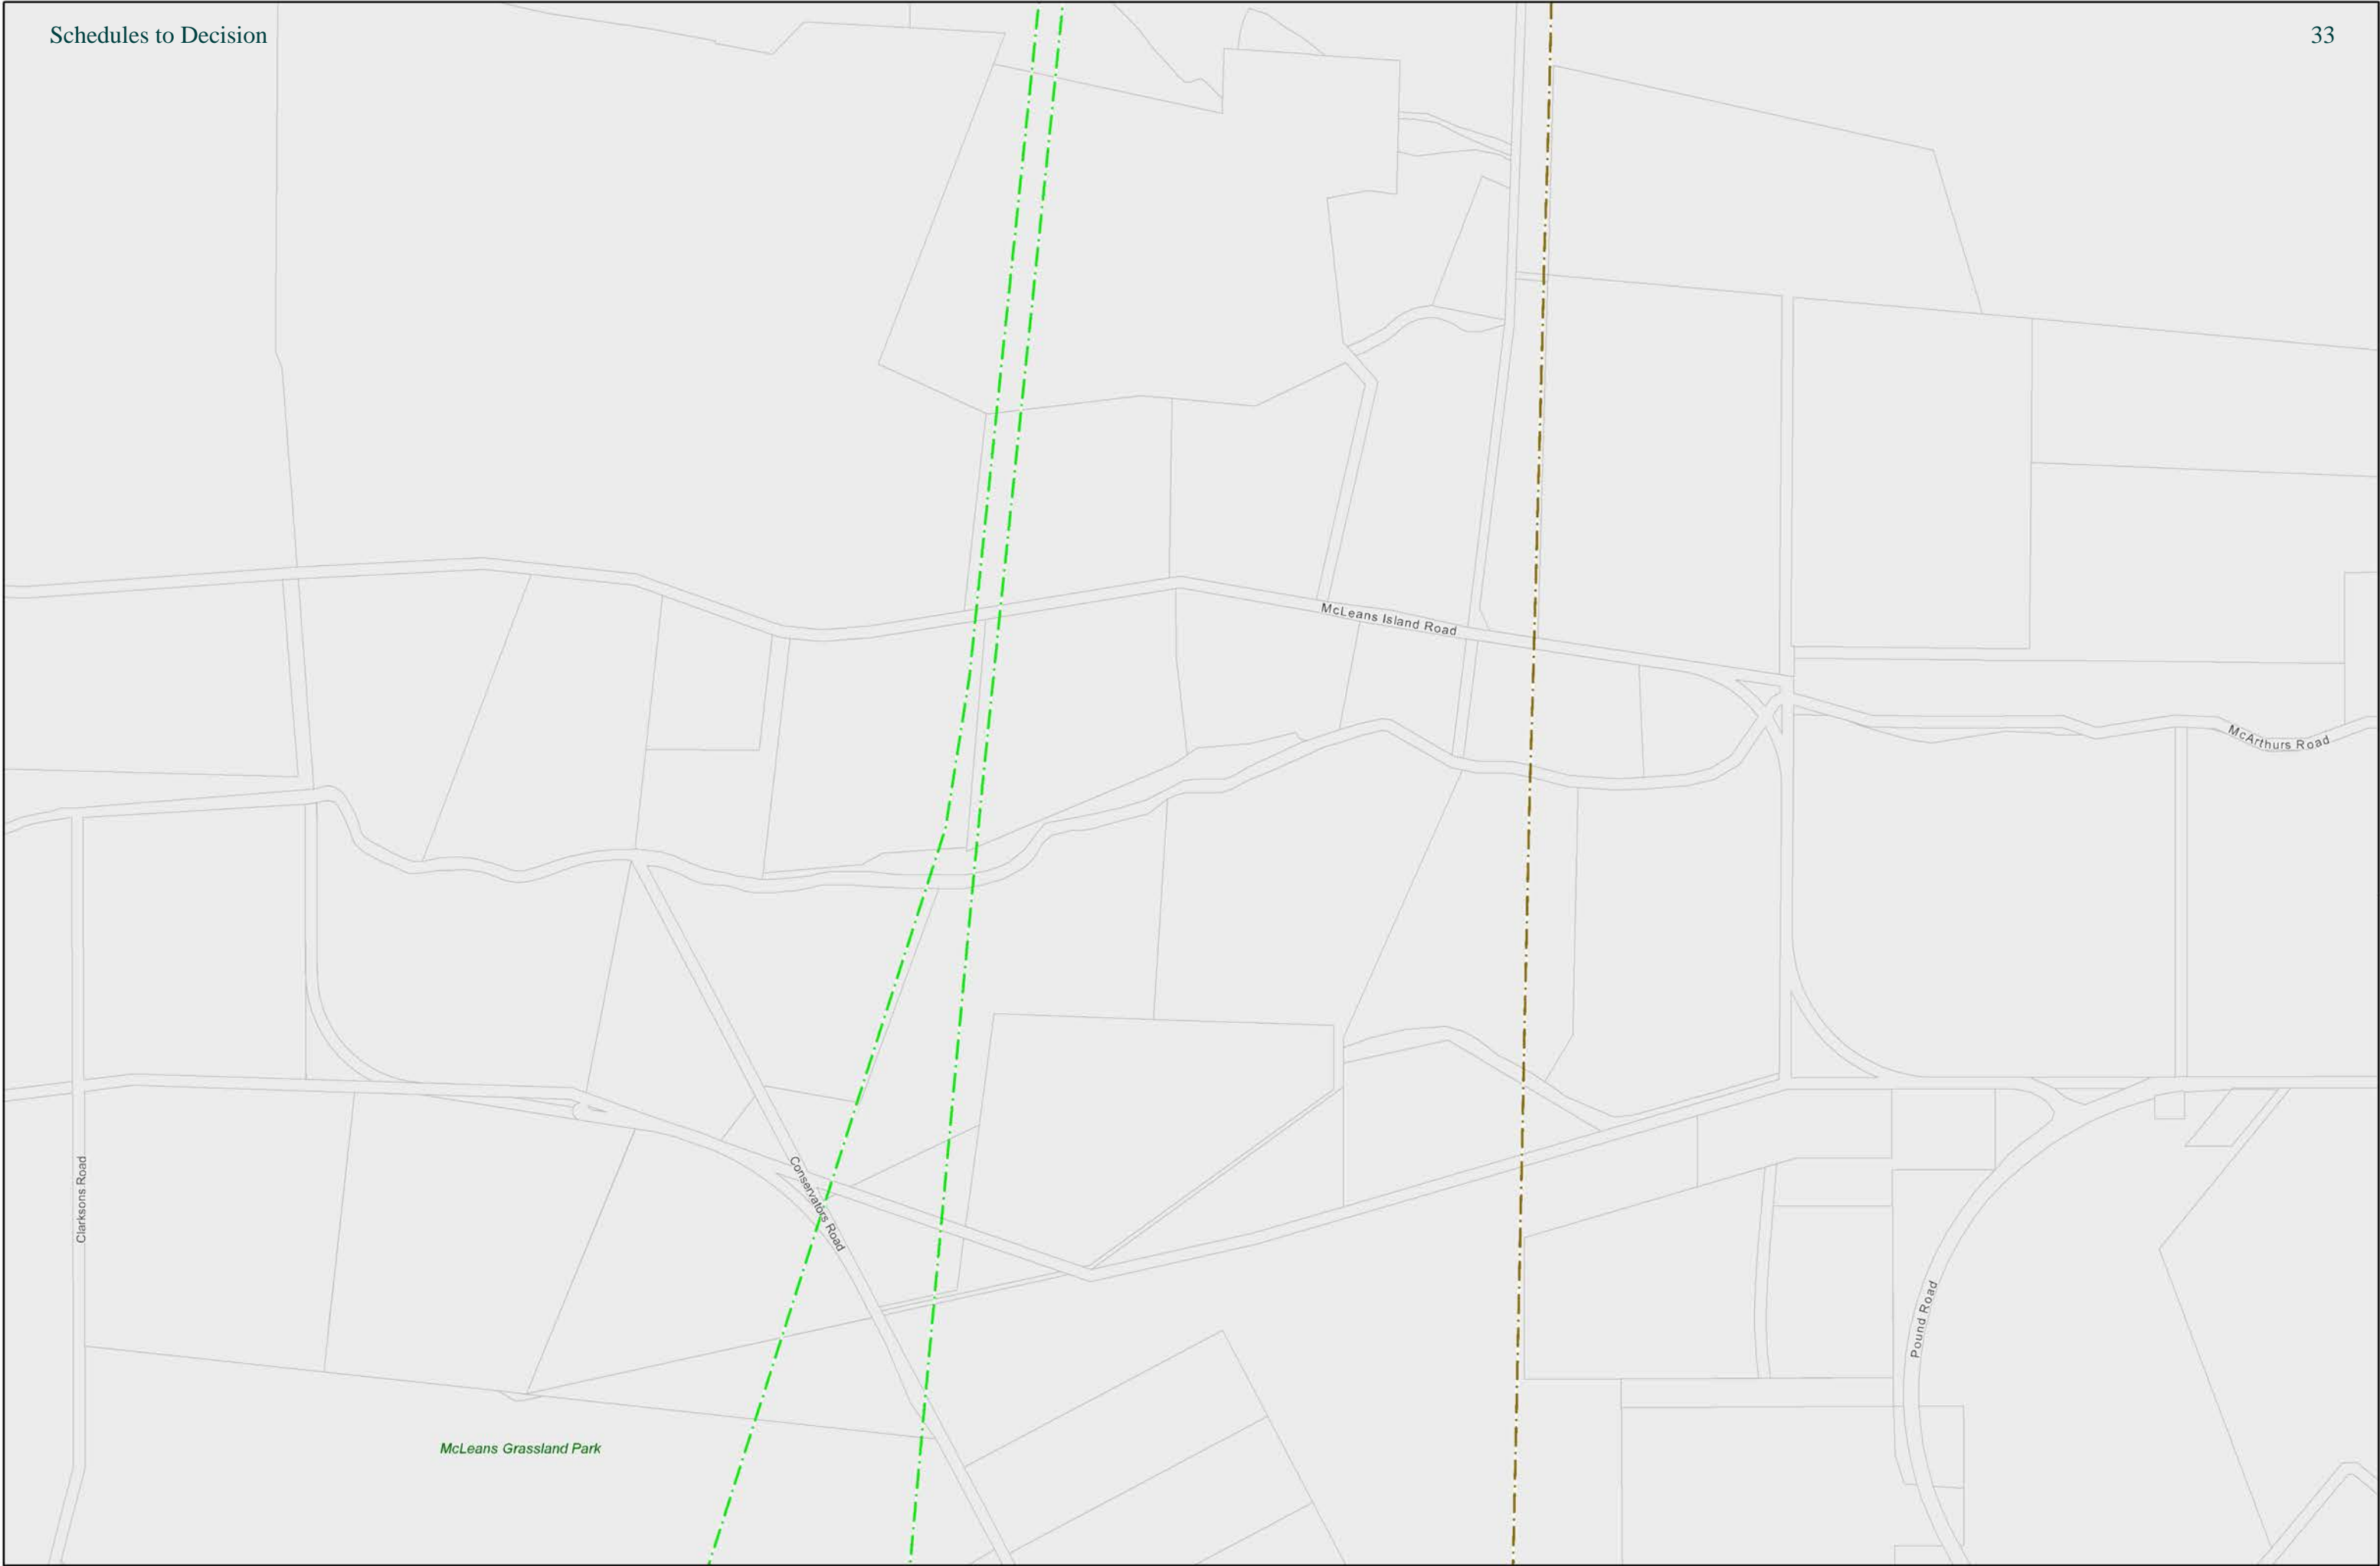 Schedules to Decision
33
McLeans Island Road
McArthurs Road
Clarksons Road
Conservators Road
Pound Road
McLeans Grassland Park